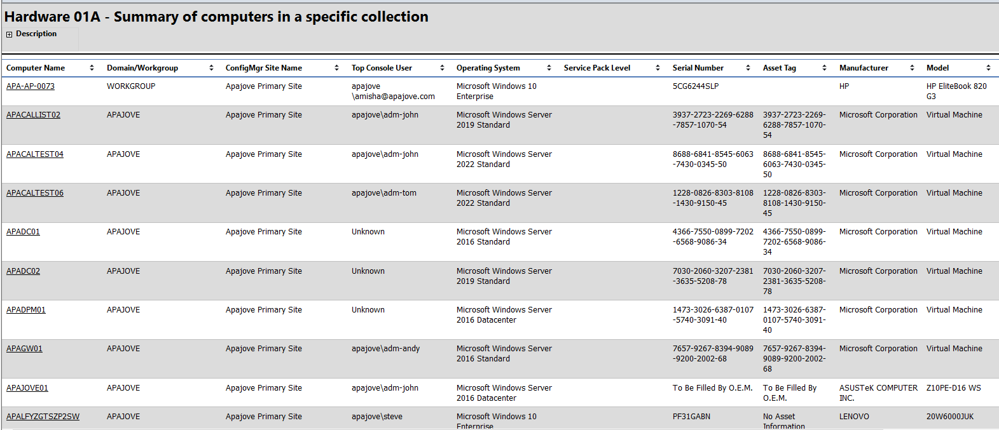 Hardware 01A - Summary of computers in a specific collection
Description
Computer Name Domain/Workgroup ConfigMgr Site Name Top Console User Operating System Service Pack Level Serial Number Asset Tag Manufacturer Model
APA-AP-0073 WORKGROUP Apajove Primary Site apajove Microsoft Windows 10 5CG6244SLP HP HP EliteBook 820
\amisha@apajove.com Enterprise G3
APACALLIST02 APAJOVE Apajove Primary Site apajove\adm-john Microsoft Windows Server 3937-2723-2269-6288 3937-2723-2269- Microsoft Corporation Virtual Machine
2019 Standard -7857-1070-54 6288-7857-1070-
54
APACALTEST04 APAJOVE Apajove Primary Site apajove\adm-john Microsoft Windows Server 8688-6841-8545-6063 8688-6841-8545- Microsoft Corporation Virtual Machine
2022 Standard -7430-0345-50 6063-7430-0345-
50
APACALTEST06 APAJOVE Apajove Primary Site apajove\adm-tom Microsoft Windows Server 1228-0826-8303-8108 1228-0826-8303- Microsoft Corporation Virtual Machine
2022 Standard -1430-9150-45 8108-1430-9150-
45
APADC01 APAJOVE Apajove Primary Site Unknown Microsoft Windows Server 4366-7550-0899-7202 4366-7550-0899- Microsoft Corporation Virtual Machine
2016 Standard -6568-9086-34 7202-6568-9086-
34
APADC02 APAJOVE Apajove Primary Site Unknown Microsoft Windows Server 7030-2060-3207-2381 7030-2060-3207- Microsoft Corporation Virtual Machine
2019 Standard -3635-5208-78 2381-3635-5208-
78
APADPM01 APAJOVE Apajove Primary Site Unknown Microsoft Windows Server 1473-3026-6387-0107 1473-3026-6387- Microsoft Corporation Virtual Machine
2016 Datacenter -5740-3091-40 0107-5740-3091-
40
APAGW01 APAJOVE Apajove Primary Site apajove\adm-andy Microsoft Windows Server 7657-9267-8394-9089 7657-9267-8394- Microsoft Corporation Virtual Machine
2016 Standard -9200-2002-68 9089-9200-2002-
68
APAJOVE01 APAJOVE Apajove Primary Site apajove\adm-john Microsoft Windows Server To Be Filled By O.E.M. To Be Filled By ASUSTeK COMPUTER Z10PE-D16 WS
2016 Datacenter O.E.M. INC.
APALFYZGTSZP2SW APAJOVE Apajove Primary Site apajove\steve Microsoft Windows 10 PF31GABN No Asset LENOVO 20W6000JUK
Enterprise Information